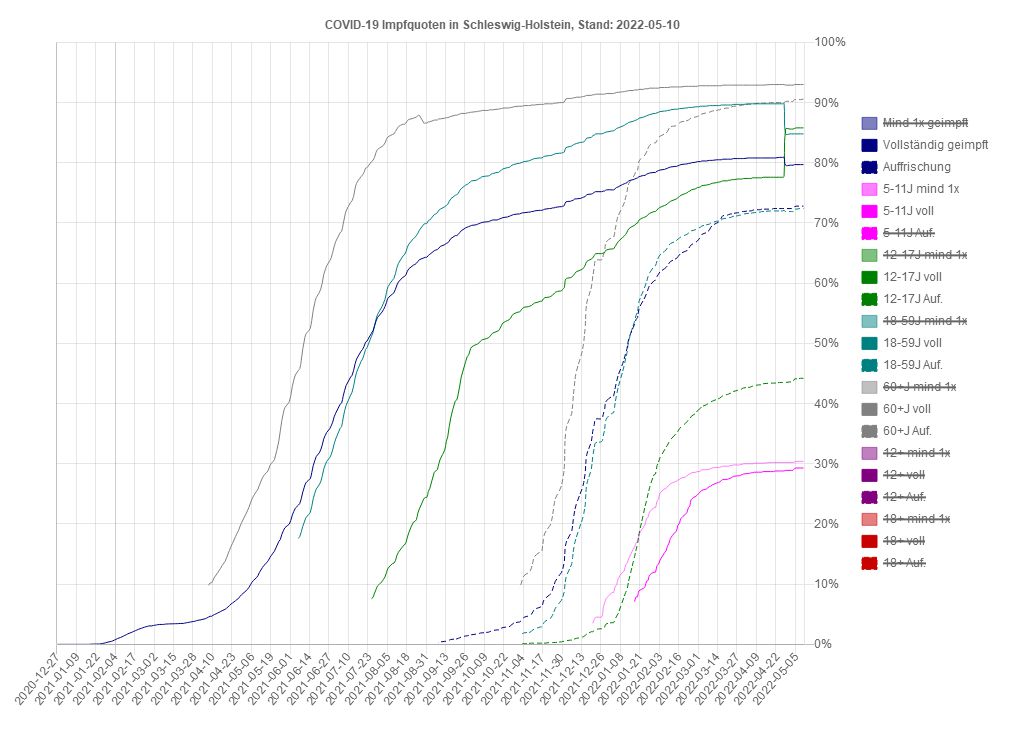 COVID-19 Impfquoten in Schleswig-Holstein, Stand: 2022-05-10
100%
90%
80%
70%
60%
50%
40%
30%
20%
10%
0%
Mind 1x geimpft
Vollständig geimpft
Auffrischung
5-11J mind 1x
5-11J voll
5-11J Auf.
12-17J mind 1x
12-17J voll
12-17J Auf.
18-59J mind 1x
18-59J voll
18-59J Auf.
60+J mind 1x
60+J voll
60+J Auf.
12+ mind 1x
12+ voll
12+ Auf.
18+ mind 1x
18+ voll
18+ Auf.
2020-12-27
2021-01-09
2021-01-22
2021-02-04
2021-02-17
2021-03-02
2021-03-15
2021-03-28
2021-04-10
2021-04-23
2021-05-06
2021-05-19
2021-06-01
2021-06-14
2021-06-27
2021-07-10
2021-07-23
2021-08-05
2021-08-18
2021-08-31
2021-09-13
2021-09-26
2021-10-09
2021-10-22
2021-11-04
2021-11-17
2021-11-30
2021-12-13
2021-12-26
2022-01-08
2022-01-21
2022-02-03
2022-02-16
2022-03-01
2022-03-14
2022-03-27
2022-04-09
2022-04-22
2022-05-05